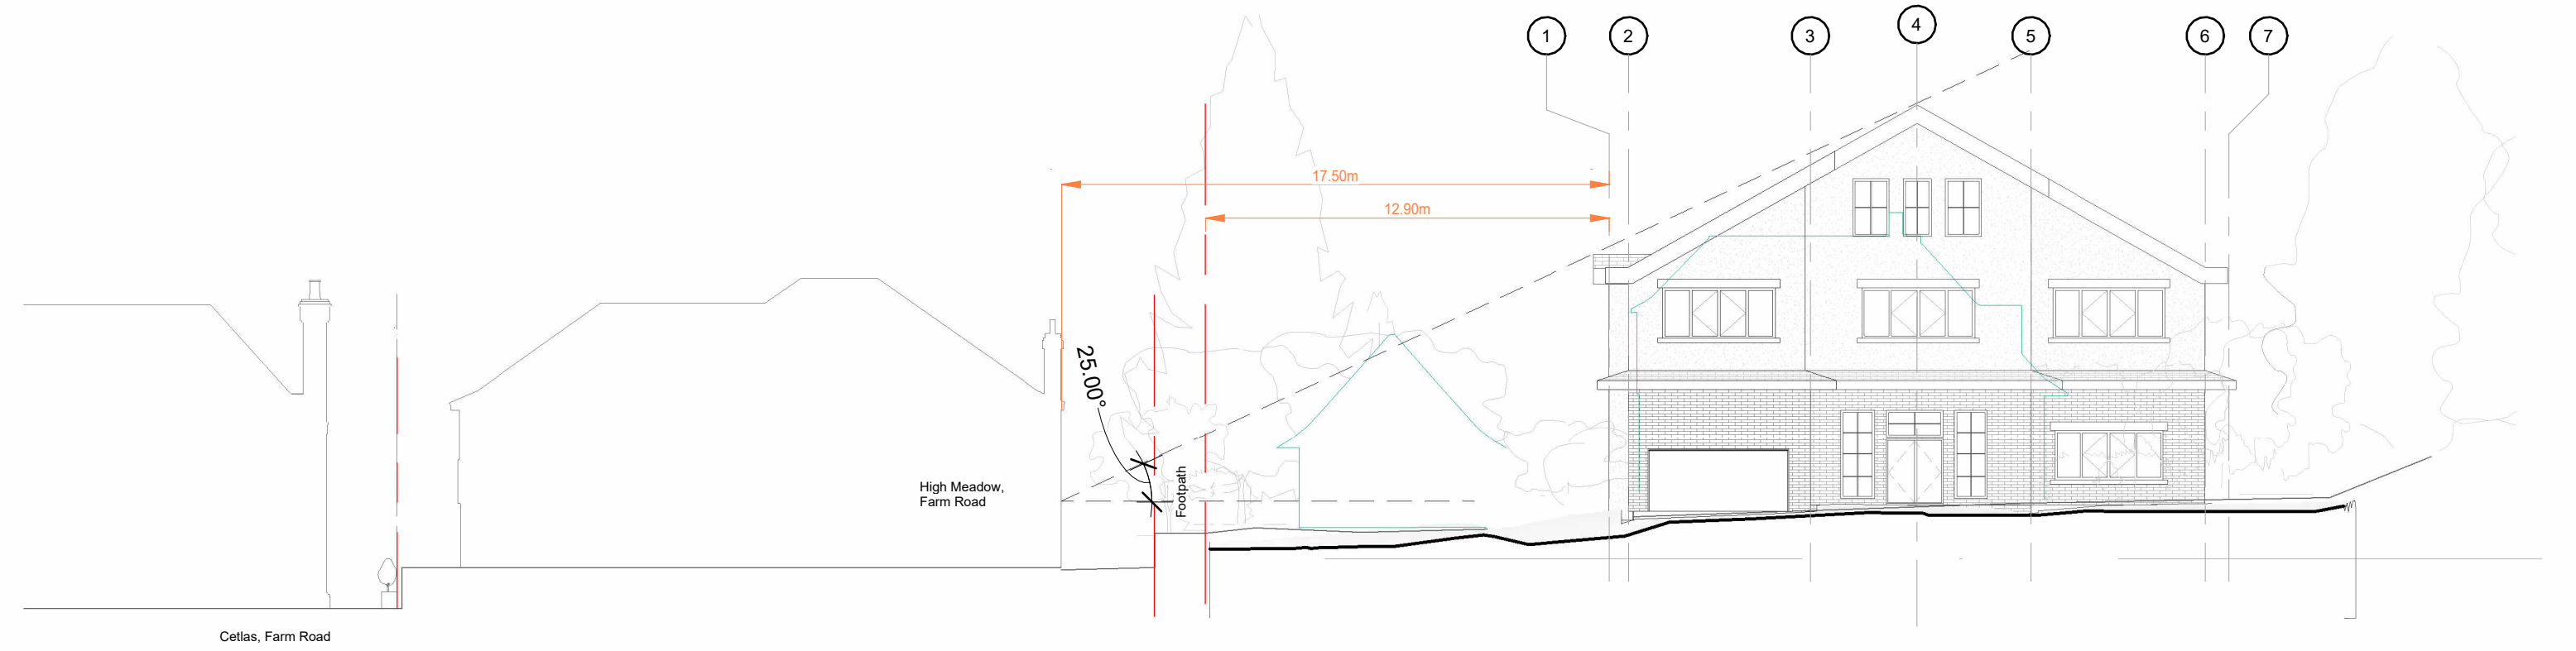 1
2
3
4
5
6
7
17.50m
12.90m
25.00°
High Meadow,
Farm Road
Footpath
Cetlas, Farm Road